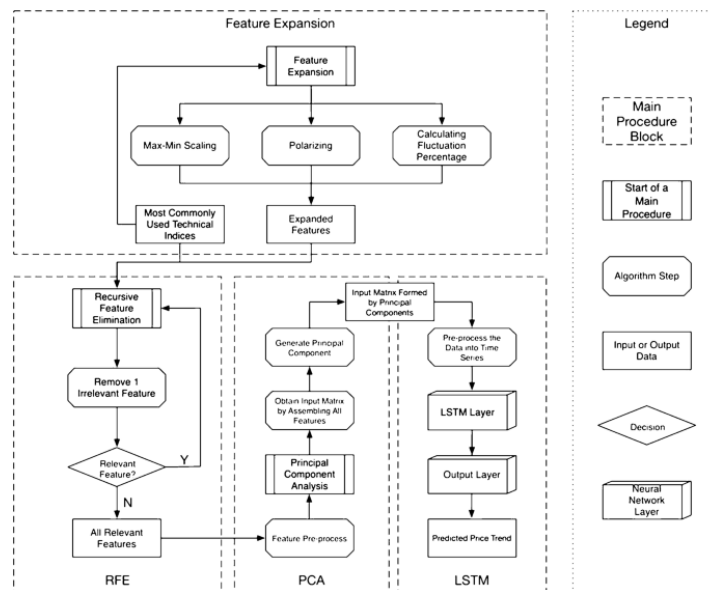 Feature Expansion
Feature
Expansion
Max-Min Scaling
Polarizing
Calculating
Fluctuation
Percentage
Most Commonly
Used Technical
Indices
Expanded
Features
Recursive
Feature
Elimination
Remove 1
Irrelevant Feature
Relevant
Feature?
Y
N
All Relevant
Features
RFE
Input Matrix Formed
by Principal
Components
Generate Principal
Component
Obtain Input Matrix
by Assembling All
Features
Principal
Component
Analysis
Feature Pre-process
PCA
Pre-process the
Data into Time
Series
LSTM Layer
Output Layer
Predicted Price Trend
LSTM
Legend
Main
Procedure
Block
Start of a
Main
Procedure
Algorithm Step
Input or Output
Data
Decision
Neural
Network
Layer